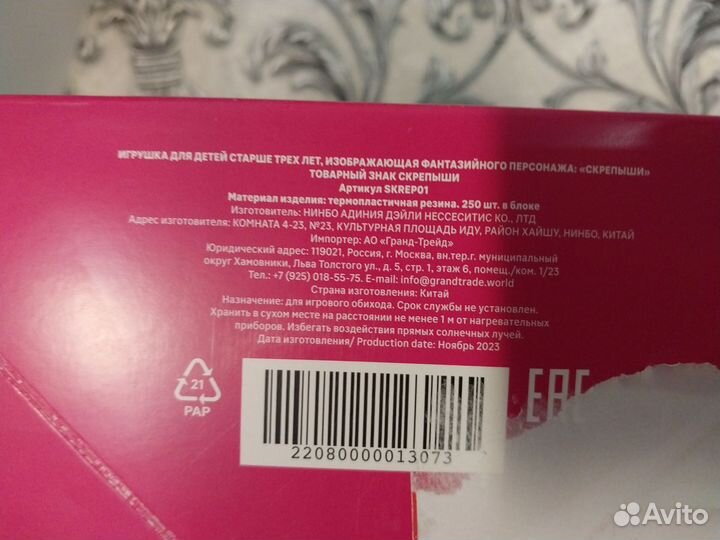 ИГРУШКА ДЛЯ ДЕТЕЙ СТАРШЕ ТРЕХ ЛЕТ, ИЗОБРАЖАЮЩАЯ ФАНТАЗИЙНОГО ПЕРСОНАЖА: «СКРЕПЫШИ»
ТОВАРНЫЙ ЗНАК СКРЕПЫШИ
Артикул SKREP01
Материал изделия: термопластичная резина. 250 шт. в блоке
Изготовитель: НИНБО АДИНИЯ ДЭЙЛИ НЕССЕСИТИС КО., ЛТД
Адрес изготовителя: КОМНАТА 4-23, №23, КУЛЬТУРНАЯ ПЛОЩАДЬ ИДУ, РАЙОН ХАЙШУ, НИНБО, КИТАЙ
Импортер: АО «Гранд-Трейд»
Юридический адрес: 119021, Россия, г. Москва, вн.тер.г. муниципальный
округ Хамовники, Льва Толстого ул., д. 5, стр. 1, этаж 6, помещ./ком. 1/23
Тел.: +7 (925) 018-55-75. E-mail: info@grandtrade.world
Страна изготовления: Китай
Назначение: для игрового обихода. Срок службы не установлен.
Хранить в сухом месте на расстоянии не менее 1 м от нагревательных
приборов. Избегать воздействия прямых солнечных лучей.
Дата изготовления/ Production date: Ноябрь 2023
21
PAP
EAC
22080000013073
Avito